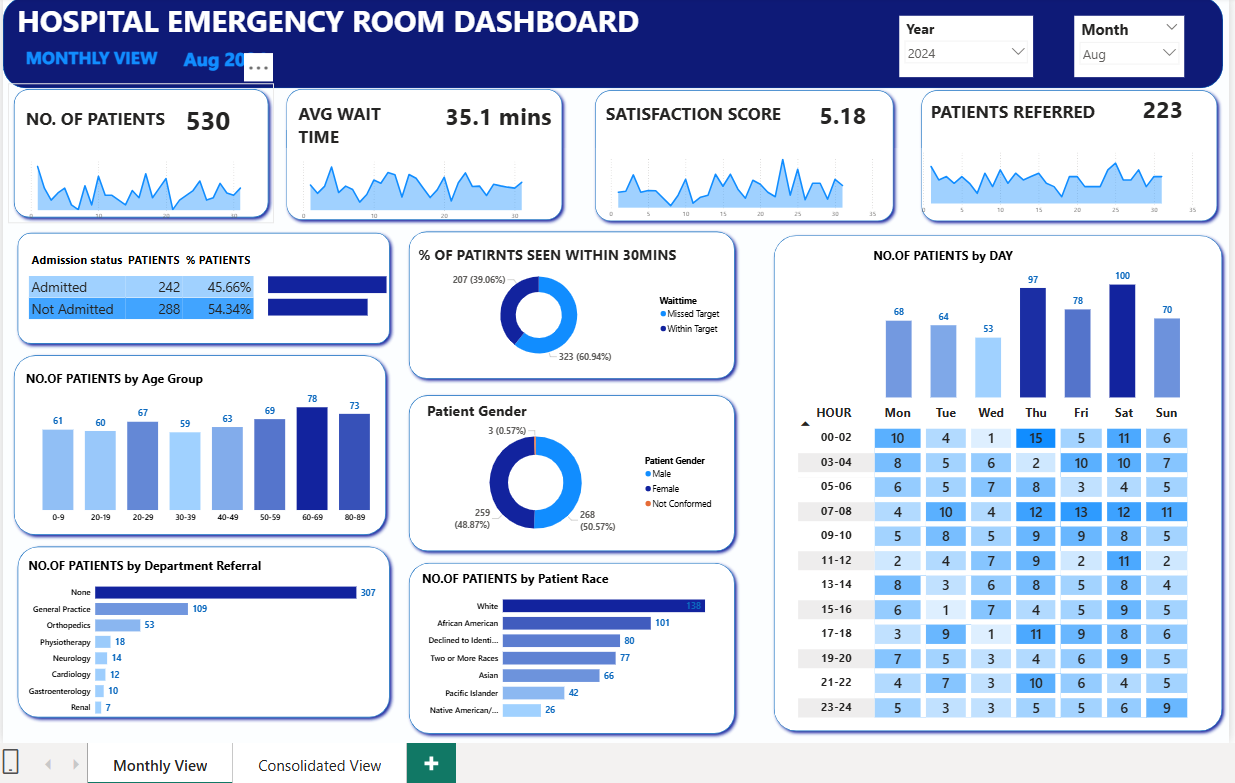 HOSPITAL EMERGENCY ROOM DASHBOARD
MONTHLY VIEW Aug 20
...
Year
2024
Month
Aug
NO. OF PATIENTS 530
0 10 20 30
AVG WAIT TIME 35.1 mins
0 10 20 30
SATISFACTION SCORE 5.18
0 5 10 15 20 25 30 35
PATIENTS REFERRED 223
0 5 10 15 20 25 30 35
Admission status PATIENTS % PATIENTS
Admitted 242 45.66%
Not Admitted 288 54.34%
% OF PATIRNTS SEEN WITHIN 30MINS
207 (39.06%)
323 (60.94%)
Waittime
Missed Target
Within Target
NO.OF PATIENTS by Age Group
61 60 67 59 63 69 78 73
0-9 20-19 20-29 30-39 40-49 50-59 60-69 80-89
Patient Gender
3 (0.57%)
259 (48.87%)
268 (50.57%)
Patient Gender
Male
Female
Not Conformed
NO.OF PATIENTS by Department Referral
None 307
General Practice 109
Orthopedics 53
Physiotherapy 18
Neurology 14
Cardiology 12
Gastroenterology 10
Renal 7
NO.OF PATIENTS by Patient Race
White 138
African American 101
Declined to Identi... 80
Two or More Races 77
Asian 66
Pacific Islander 42
Native American/... 26
NO.OF PATIENTS by DAY
68 64 53 97 78 100 70
HOUR Mon Tue Wed Thu Fri Sat Sun
00-02 10 4 1 15 5 11 6
03-04 8 5 6 2 10 10 7
05-06 6 5 7 8 3 4 5
07-08 4 10 4 12 13 12 11
09-10 5 8 5 9 9 8 5
11-12 2 4 7 9 2 11 2
13-14 8 3 6 8 5 8 4
15-16 6 1 7 4 5 9 5
17-18 3 9 1 11 9 8 6
19-20 7 5 3 4 6 9 5
21-22 4 7 3 10 6 4 5
23-24 5 3 3 5 5 6 9
Monthly View Consolidated View +